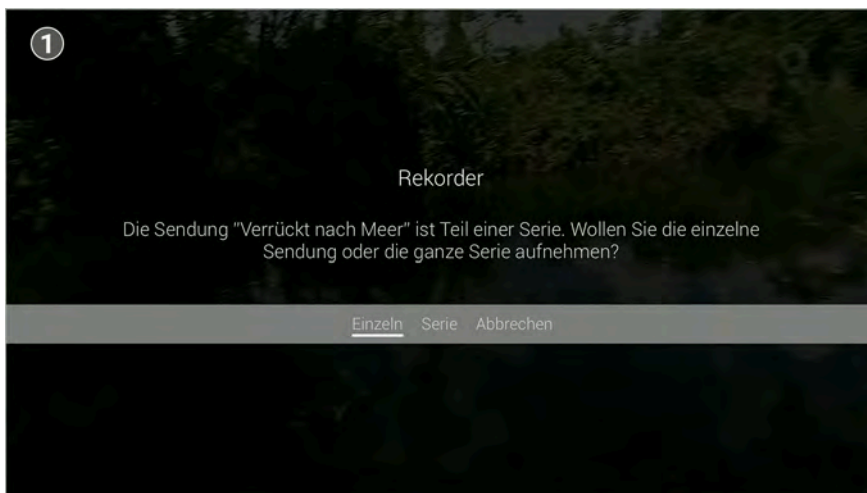 1
Rekorder
Die Sendung "Verrückt nach Meer" ist Teil einer Serie. Wollen Sie die einzelne
Sendung oder die ganze Serie aufnehmen?
Einzeln Serie Abbrechen